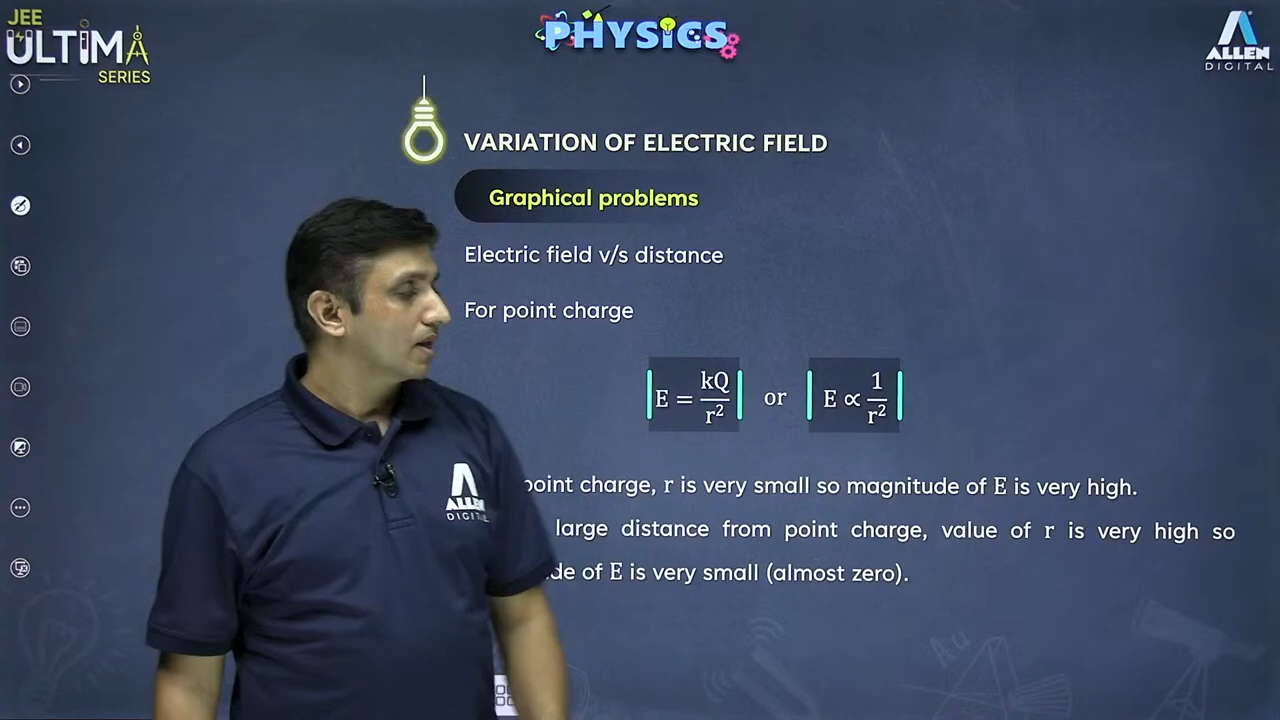 JEE
ULTIMA
SERIES
PHYSICS
ALLEN
DIGITAL
VARIATION OF ELECTRIC FIELD
Graphical problems
Electric field v/s distance
For point charge
E = kQ/r² or E ∝ 1/r²
point charge, r is very small so magnitude of E is very high.
large distance from point charge, value of r is very high so
of E is very small (almost zero).
ALLEN
DIGITAL
Au